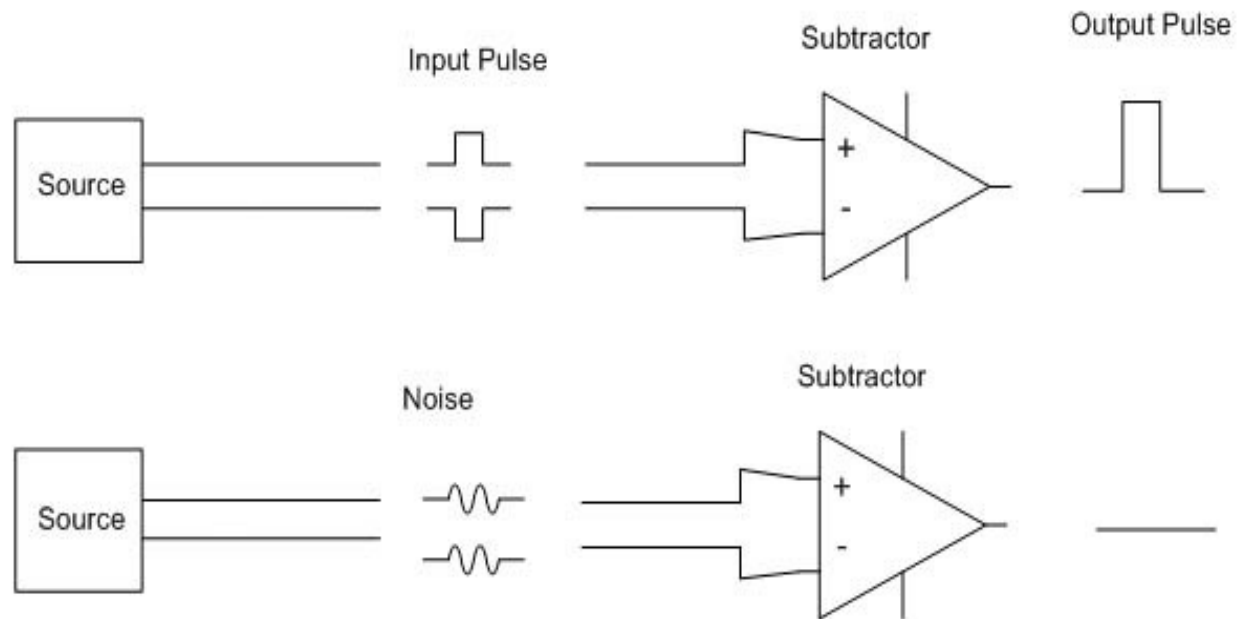 Output Pulse
Subtractor
Input Pulse
Source
+
-
Subtractor
Noise
Source
+
-